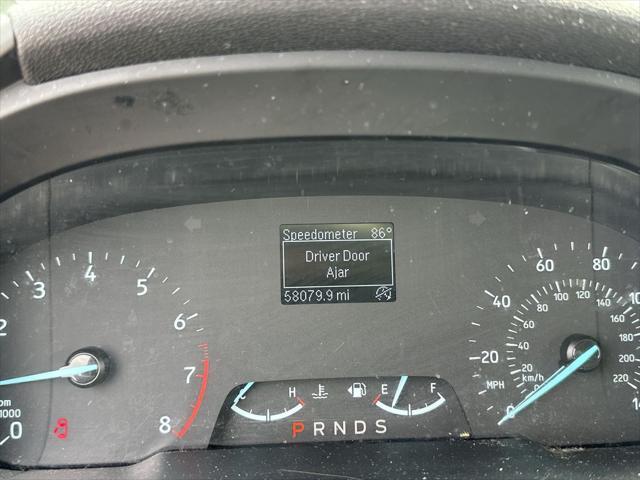 Speedometer 86°
Driver Door
Ajar
58079.9 mi
2 3 4 5 6 7 8
1000
0
H E F
P R N D S
20 40 60 80
MPH
0
20 40 60 80 100 120 140 160 180 200 220
km/h